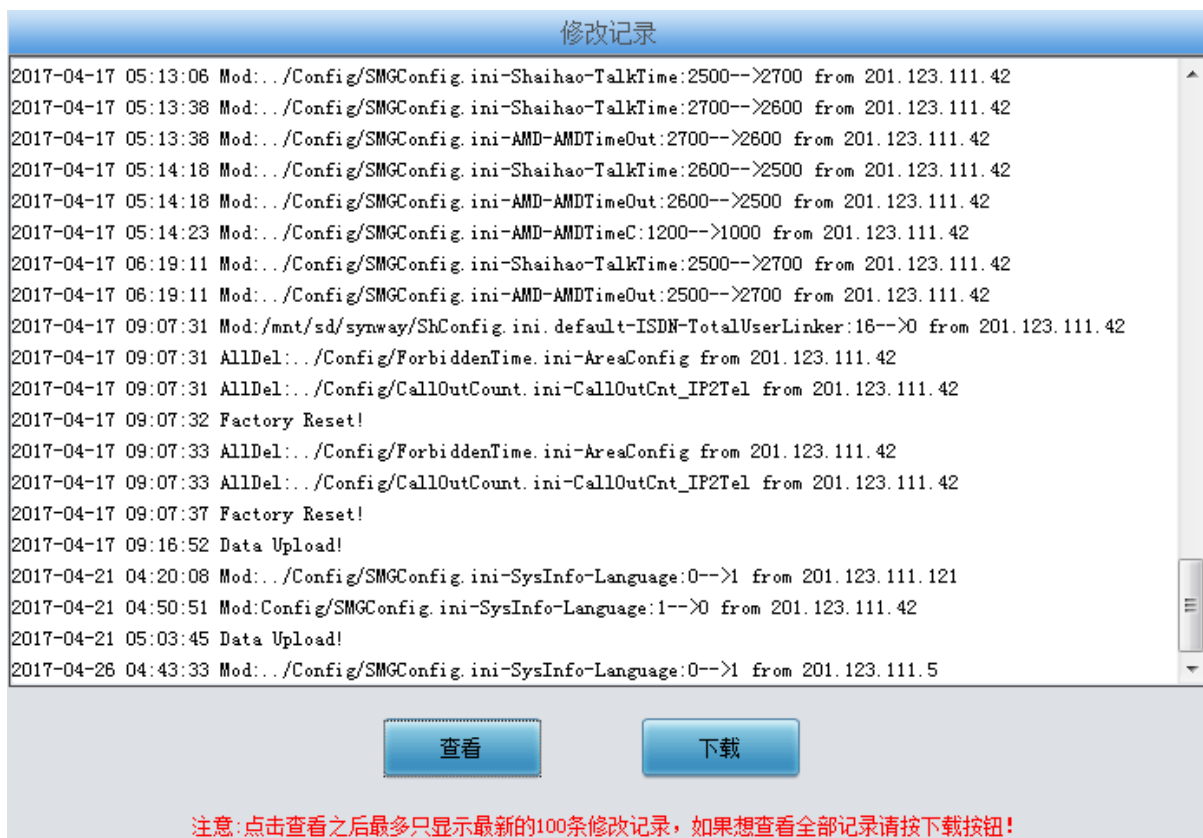 修改记录
2017-04-17 05:13:06 Mod:../Config/SMGConfig.ini-Shaihao-TalkTime:2500-->2700 from 201.123.111.42
2017-04-17 05:13:38 Mod:../Config/SMGConfig.ini-Shaihao-TalkTime:2700-->2600 from 201.123.111.42
2017-04-17 05:13:38 Mod:../Config/SMGConfig.ini-AMD-AMDTimeOut:2700-->2600 from 201.123.111.42
2017-04-17 05:14:18 Mod:../Config/SMGConfig.ini-Shaihao-TalkTime:2600-->2500 from 201.123.111.42
2017-04-17 05:14:18 Mod:../Config/SMGConfig.ini-AMD-AMDTimeOut:2600-->2500 from 201.123.111.42
2017-04-17 05:14:23 Mod:../Config/SMGConfig.ini-AMD-AMDTimeC:1200-->1000 from 201.123.111.42
2017-04-17 06:19:11 Mod:../Config/SMGConfig.ini-Shaihao-TalkTime:2500-->2700 from 201.123.111.42
2017-04-17 06:19:11 Mod:../Config/SMGConfig.ini-AMD-AMDTimeOut:2500-->2700 from 201.123.111.42
2017-04-17 09:07:31 Mod:/mnt/sd/synway/ShConfig.ini.default-ISDN-TotalUserLinker:16-->0 from 201.123.111.42
2017-04-17 09:07:31 AllDel:../Config/ForbiddenTime.ini-AreaConfig from 201.123.111.42
2017-04-17 09:07:31 AllDel:../Config/CallOutCount.ini-CallOutCnt_IP2Tel from 201.123.111.42
2017-04-17 09:07:32 Factory Reset!
2017-04-17 09:07:33 AllDel:../Config/ForbiddenTime.ini-AreaConfig from 201.123.111.42
2017-04-17 09:07:33 AllDel:../Config/CallOutCount.ini-CallOutCnt_IP2Tel from 201.123.111.42
2017-04-17 09:07:37 Factory Reset!
2017-04-17 09:16:52 Data Upload!
2017-04-21 04:20:08 Mod:../Config/SMGConfig.ini-SysInfo-Language:0-->1 from 201.123.111.121
2017-04-21 04:50:51 Mod:Config/SMGConfig.ini-SysInfo-Language:1-->0 from 201.123.111.42
2017-04-21 05:03:45 Data Upload!
2017-04-26 04:43:33 Mod:../Config/SMGConfig.ini-SysInfo-Language:0-->1 from 201.123.111.5
查看 下载
注意:点击查看之后最多只显示最新的100条修改记录，如果想查看全部记录请按下载按钮！